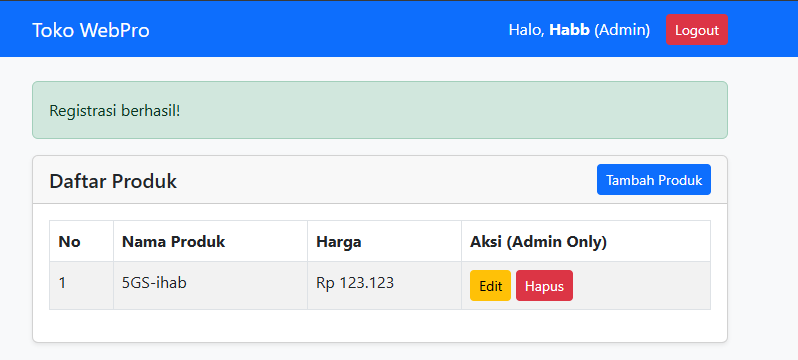 Toko WebPro Halo, Habb (Admin) Logout
Registrasi berhasil!
Daftar Produk Tambah Produk
No Nama Produk Harga Aksi (Admin Only)
1 5GS-ihab Rp 123.123 Edit Hapus